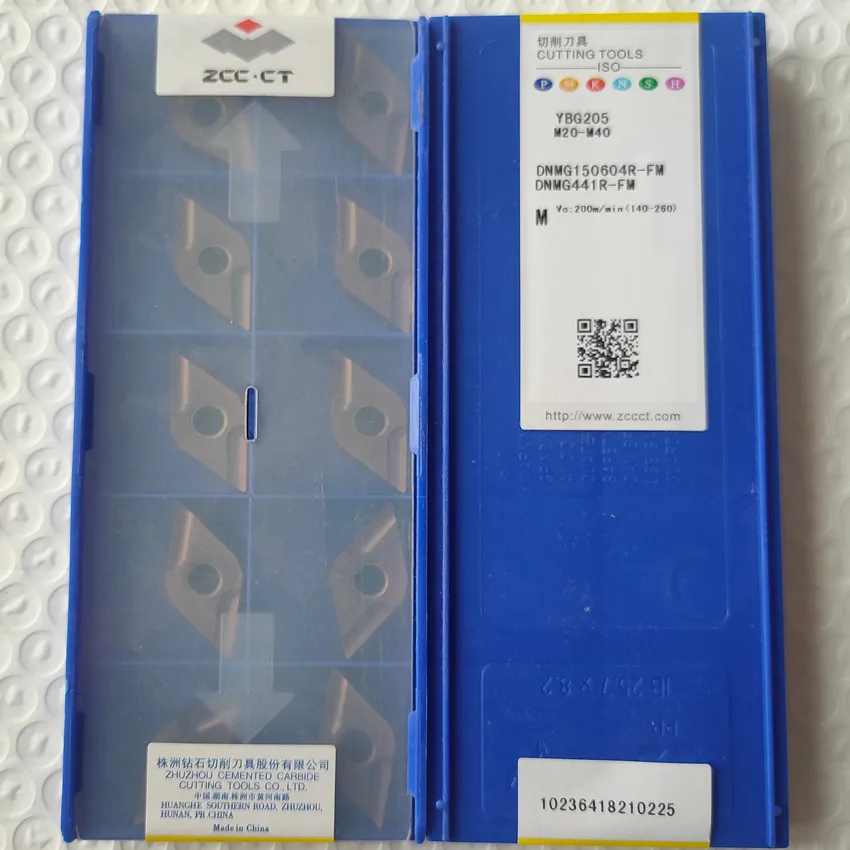 ZCC·CT
株洲钻石切削刀具股份有限公司
ZHUZHOU CEMENTED CARBIDE
CUTTING TOOLS CO., LTD.
中国.湖南.株洲市黄河南路
HUANGHE SOUTHERN ROAD, ZHUZHOU,
HUNAN, PR.CHINA
Made in China
切削刀具
CUTTING TOOLS
ISO
P M K N S H
YBG205
M20-M40
DNMG150604R-FM
DNMG441R-FM
M Vc:200m/min(140-260)
http://www.zccct.com
10236418210225